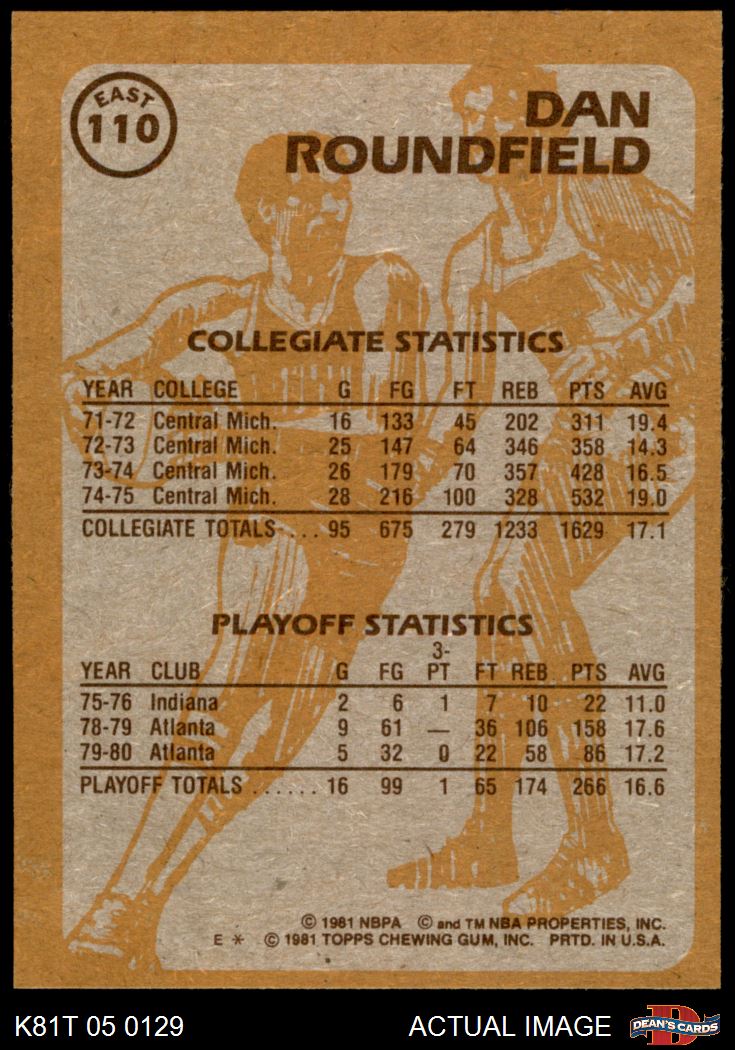 EAST
110
DAN
ROUNDFIELD
COLLEGIATE STATISTICS
YEAR COLLEGE G FG FT REB PTS AVG
71-72 Central Mich. 16 133 45 202 311 19.4
72-73 Central Mich. 25 147 64 346 358 14.3
73-74 Central Mich. 26 179 70 357 428 16.5
74-75 Central Mich. 28 216 100 328 532 19.0
COLLEGIATE TOTALS . . . 95 675 279 1233 1629 17.1
PLAYOFF STATISTICS
YEAR CLUB G FG 3-PT FT REB PTS AVG
75-76 Indiana 2 6 1 7 10 22 11.0
78-79 Atlanta 9 61 — 36 106 158 17.6
79-80 Atlanta 5 32 0 22 58 86 17.2
PLAYOFF TOTALS . . . . . . 16 99 1 65 174 266 16.6
© 1981 NBPA © and TM NBA PROPERTIES, INC.
E * © 1981 TOPPS CHEWING GUM, INC. PRTD. IN U.S.A.
K81T 05 0129 ACTUAL IMAGE DEAN'S CARDS